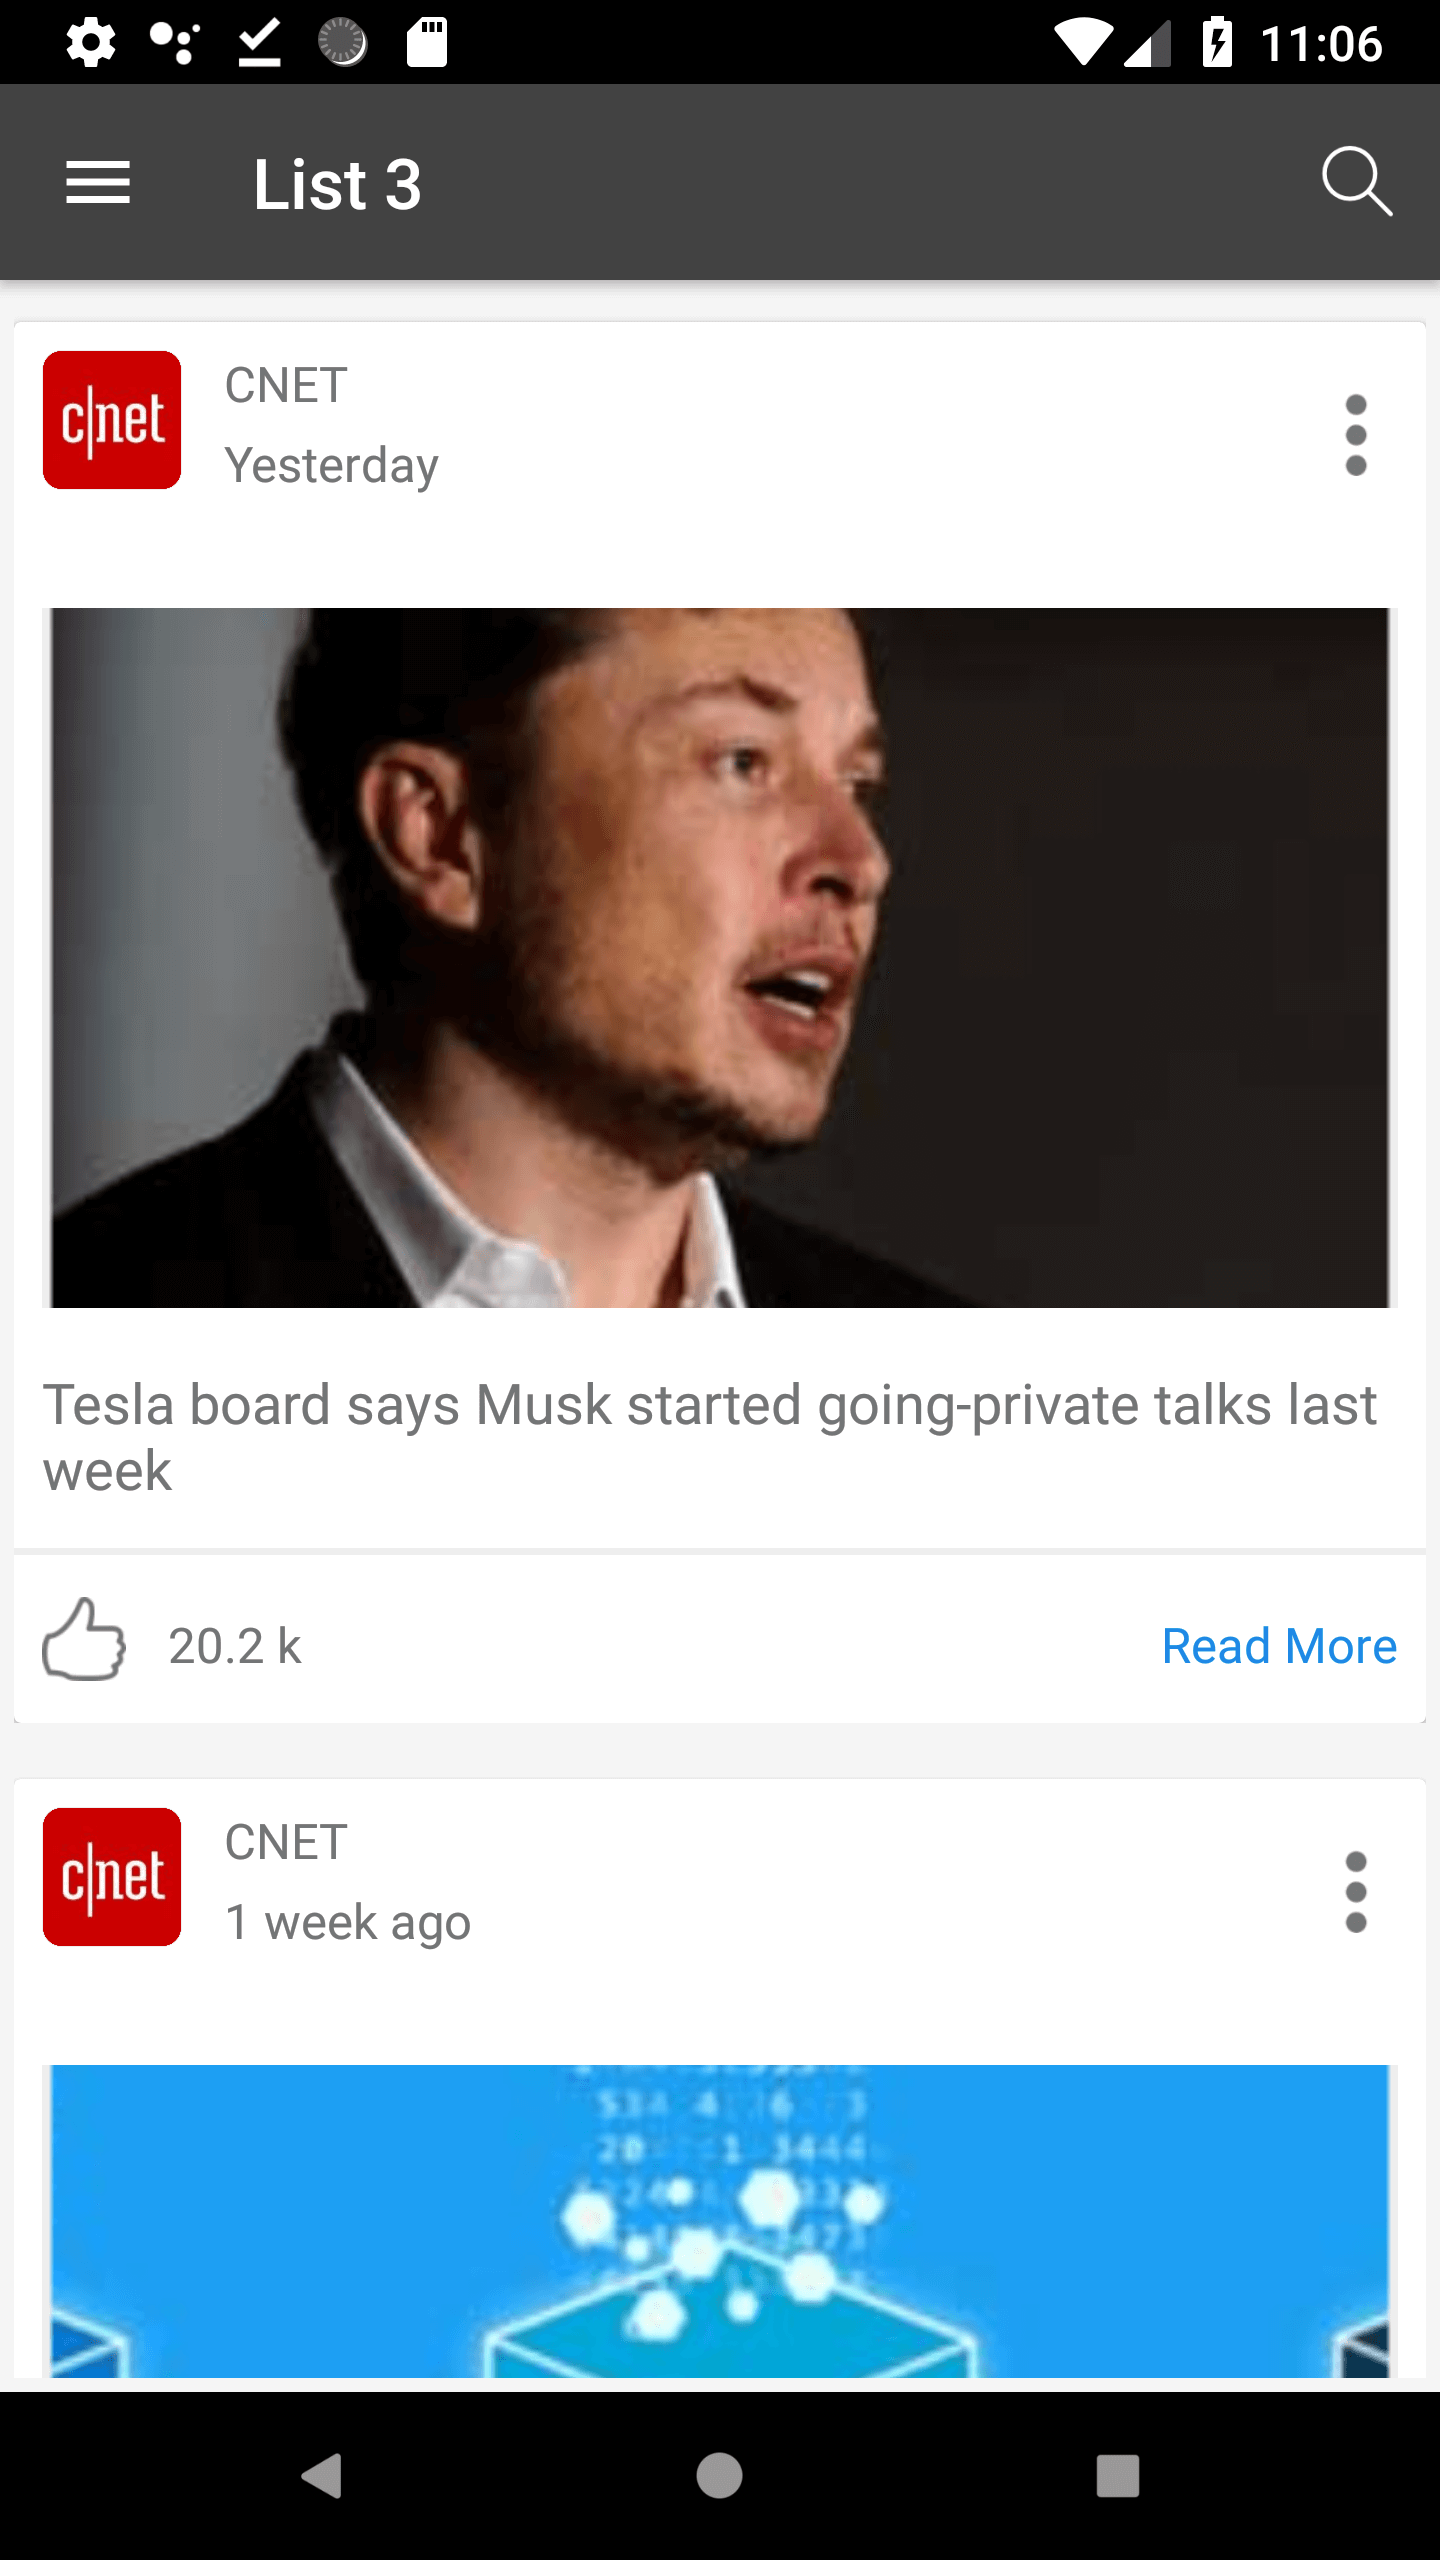 11:06
List 3
c|net
CNET
Yesterday
Tesla board says Musk started going-private talks last
week
20.2 k
Read More
c|net
CNET
1 week ago